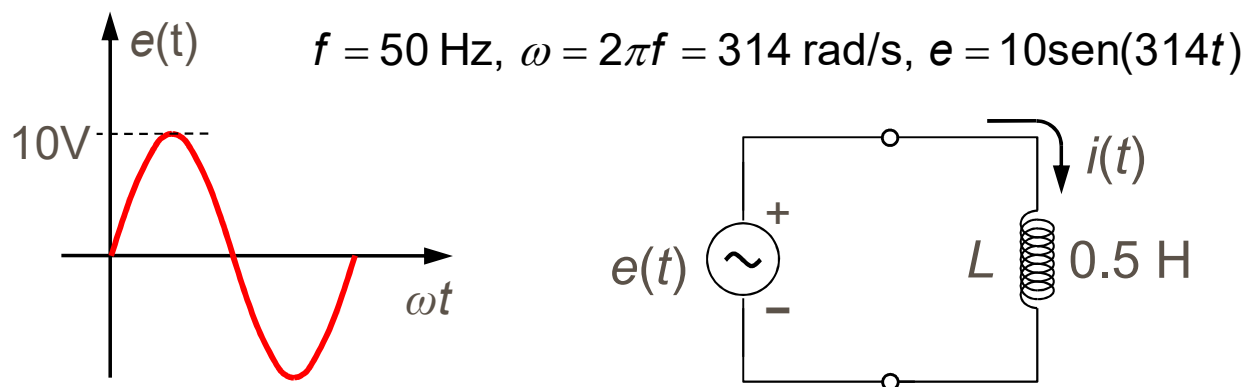 e(t)
f = 50 Hz, ω = 2πf = 314 rad/s, e = 10sen(314t)
10V
i(t)
+
e(t)
L 0.5 H
−
ωt